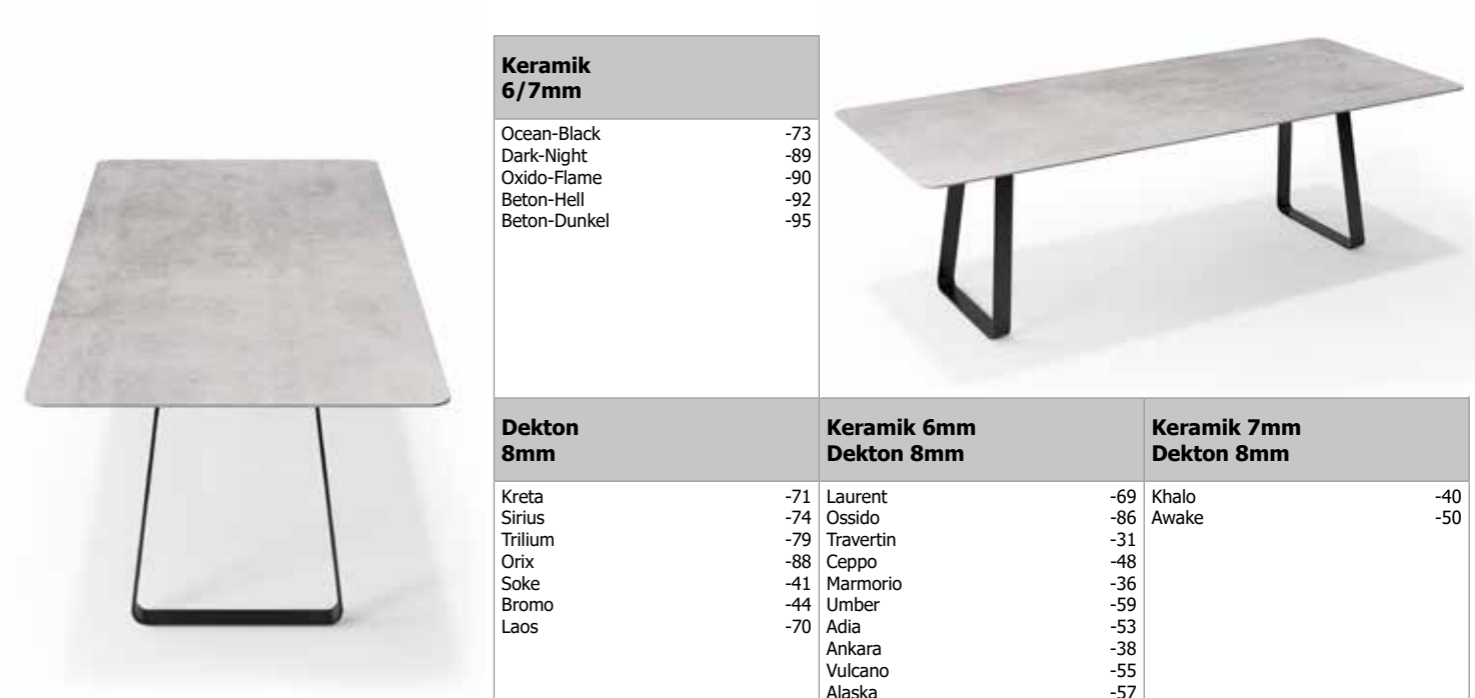 Keramik
6/7mm
Ocean-Black -73
Dark-Night -89
Oxido-Flame -90
Beton-Hell -92
Beton-Dunkel -95
Dekton
8mm
Kreta -71
Sirius -74
Trilium -79
Orix -88
Soke -41
Bromo -44
Laos -70
Keramik 6mm
Dekton 8mm
Laurent -69
Ossido -86
Travertin -31
Ceppo -48
Marmorio -36
Umber -59
Adia -53
Ankara -38
Vulcano -55
Alaska -57
Keramik 7mm
Dekton 8mm
Khalo -40
Awake -50